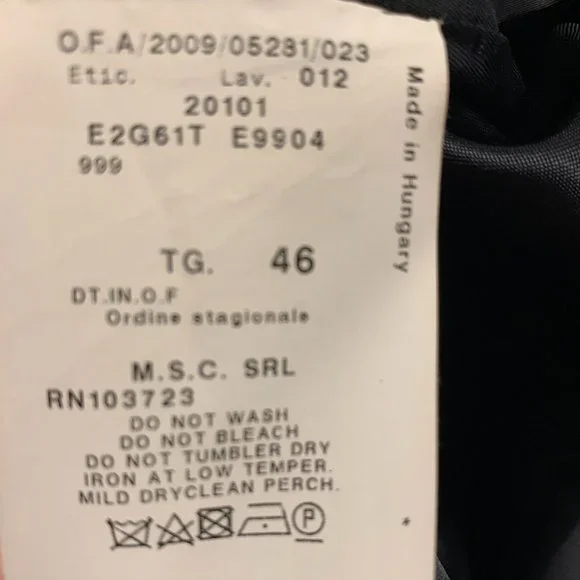 O.F.A/2009/05281/023
Etic. Lav. 012
20101
E2G61T E9904
999
TG. 46
DT.IN.O.F
Ordine stagionale
M.S.C. SRL
RN103723
DO NOT WASH
DO NOT BLEACH
DO NOT TUMBLER DRY
IRON AT LOW TEMPER.
MILD DRYCLEAN PERCH.
P
Made in Hungary